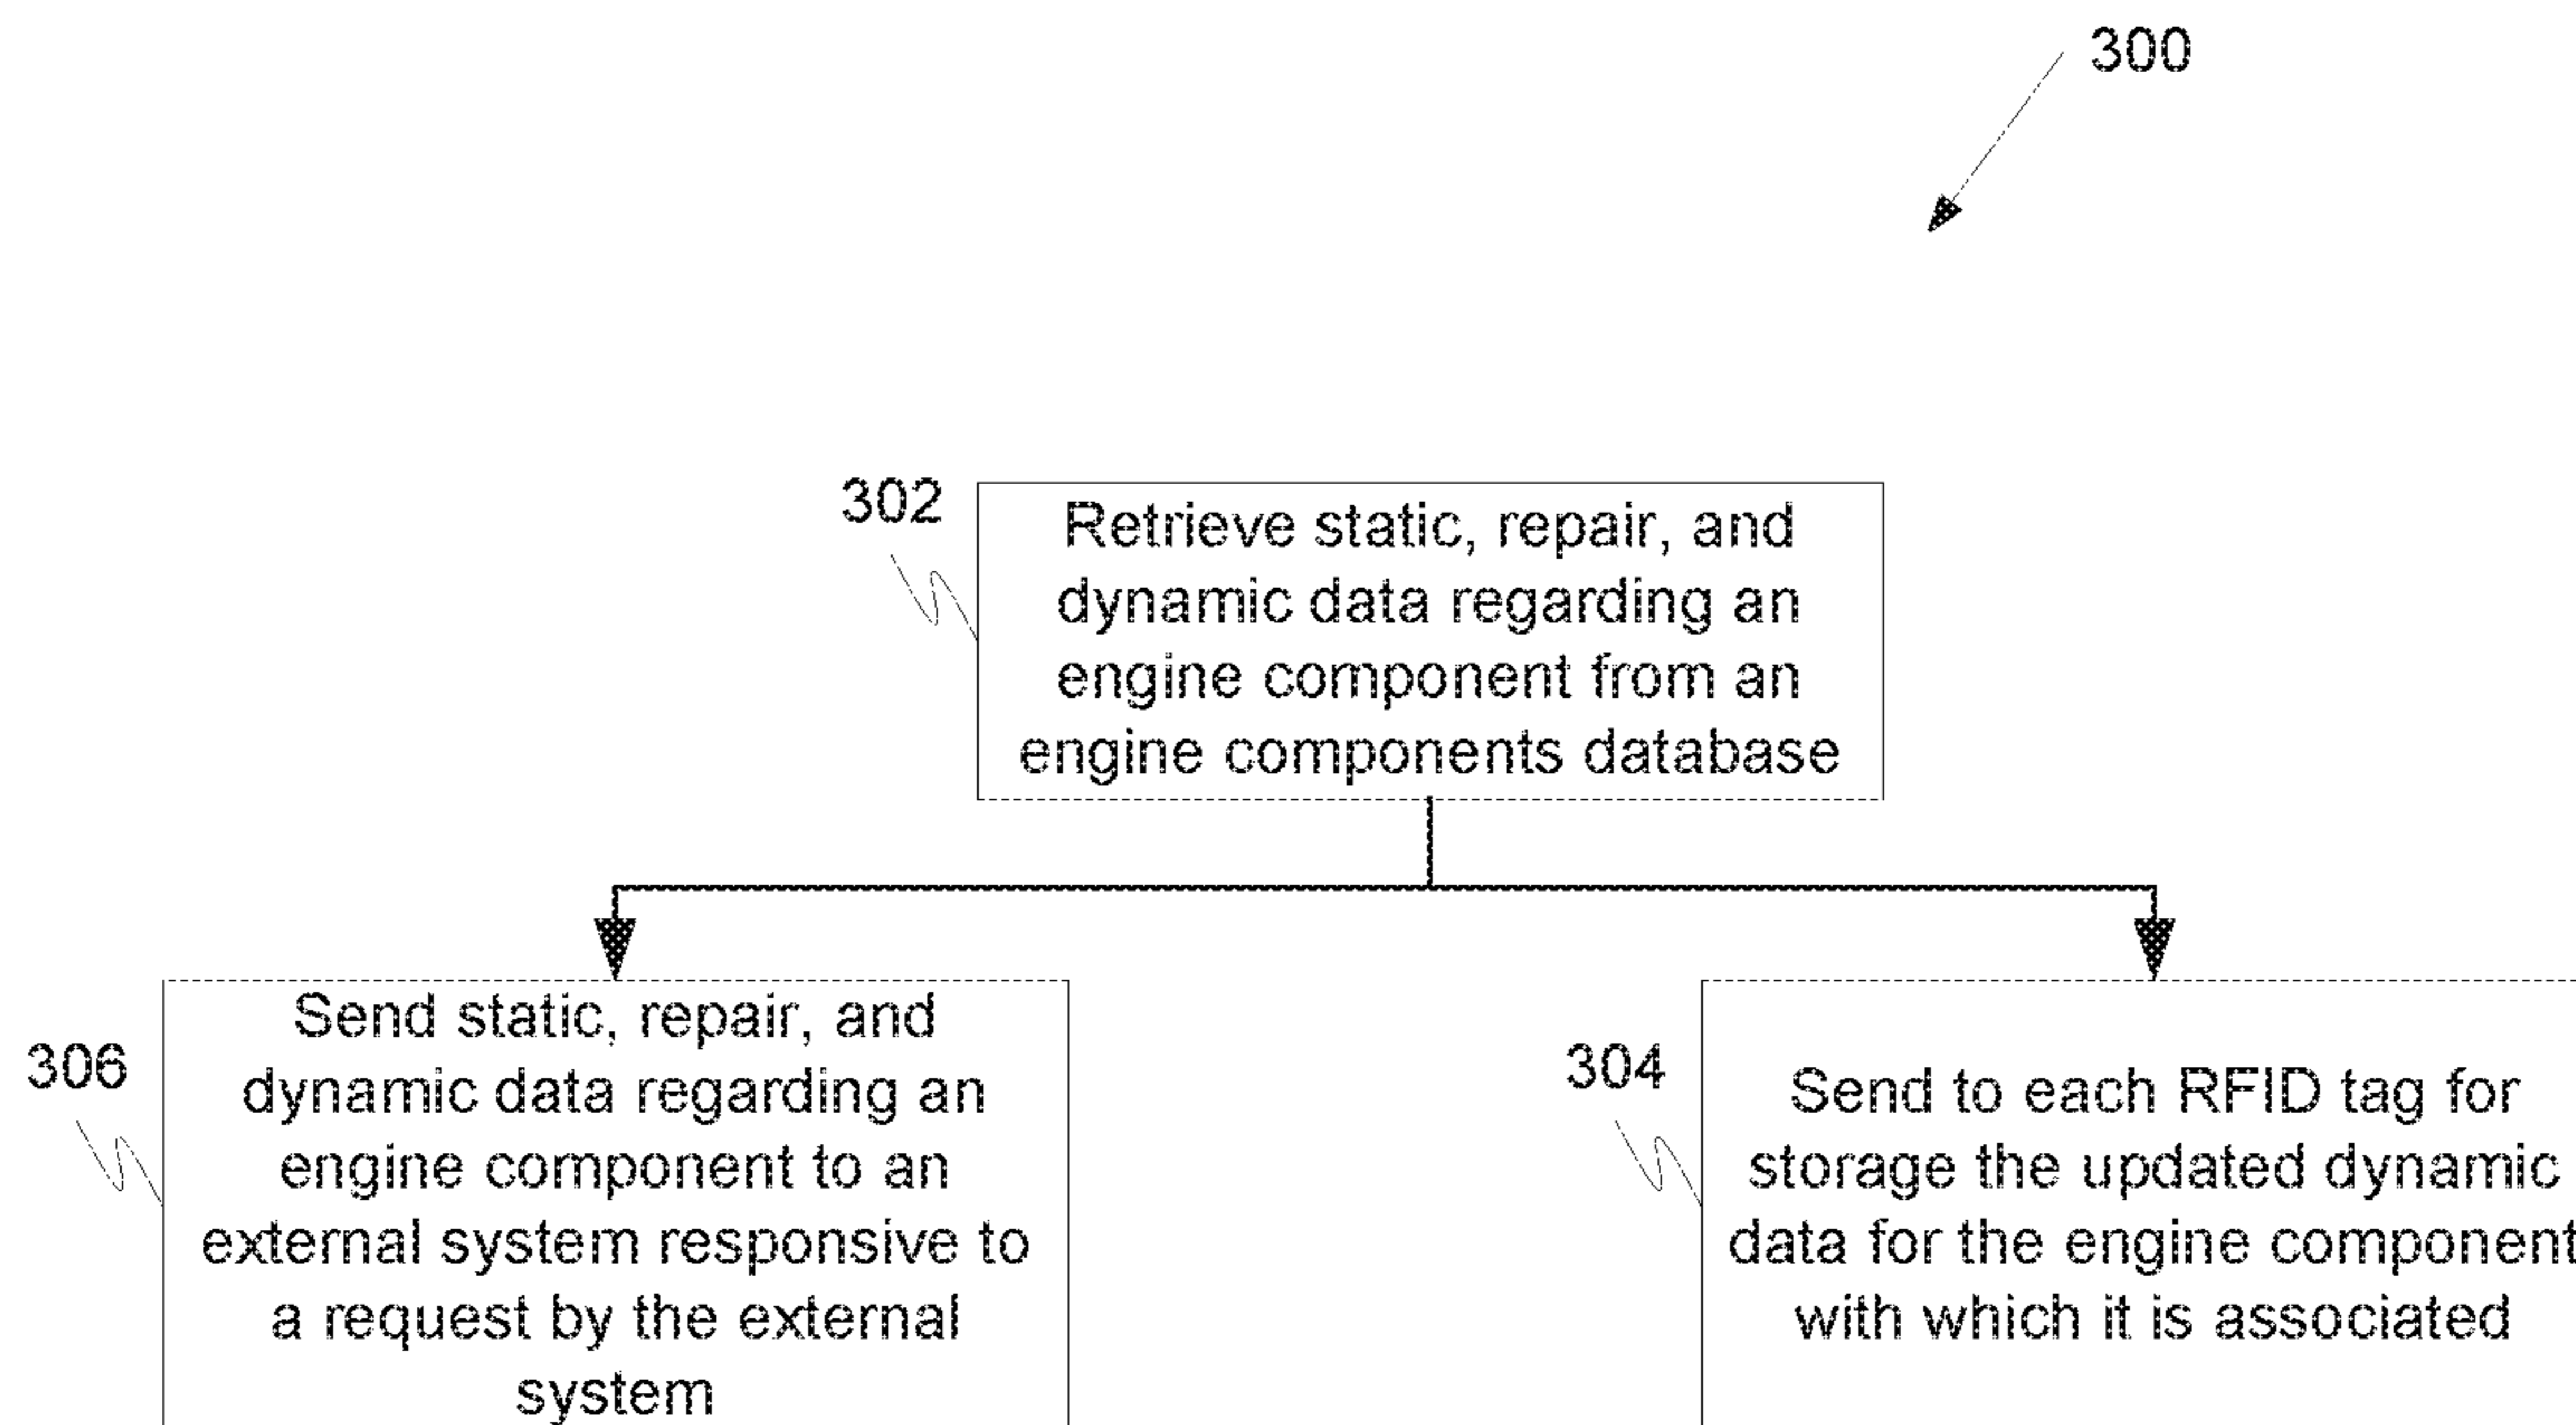 300
302
Retrieve static, repair, and
dynamic data regarding an
engine component from an
engine components database
306
Send static, repair, and
dynamic data regarding an
engine component to an
external system responsive to
a request by the external
system
304
Send to each RFID tag for
storage the updated dynamic
data for the engine component
with which it is associated